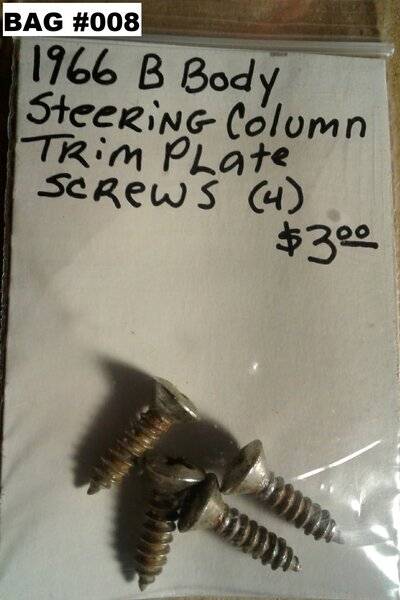 BAG #008
1966 B Body
STEERING Column
TRim PLate
SCREWS (4)
$3.00